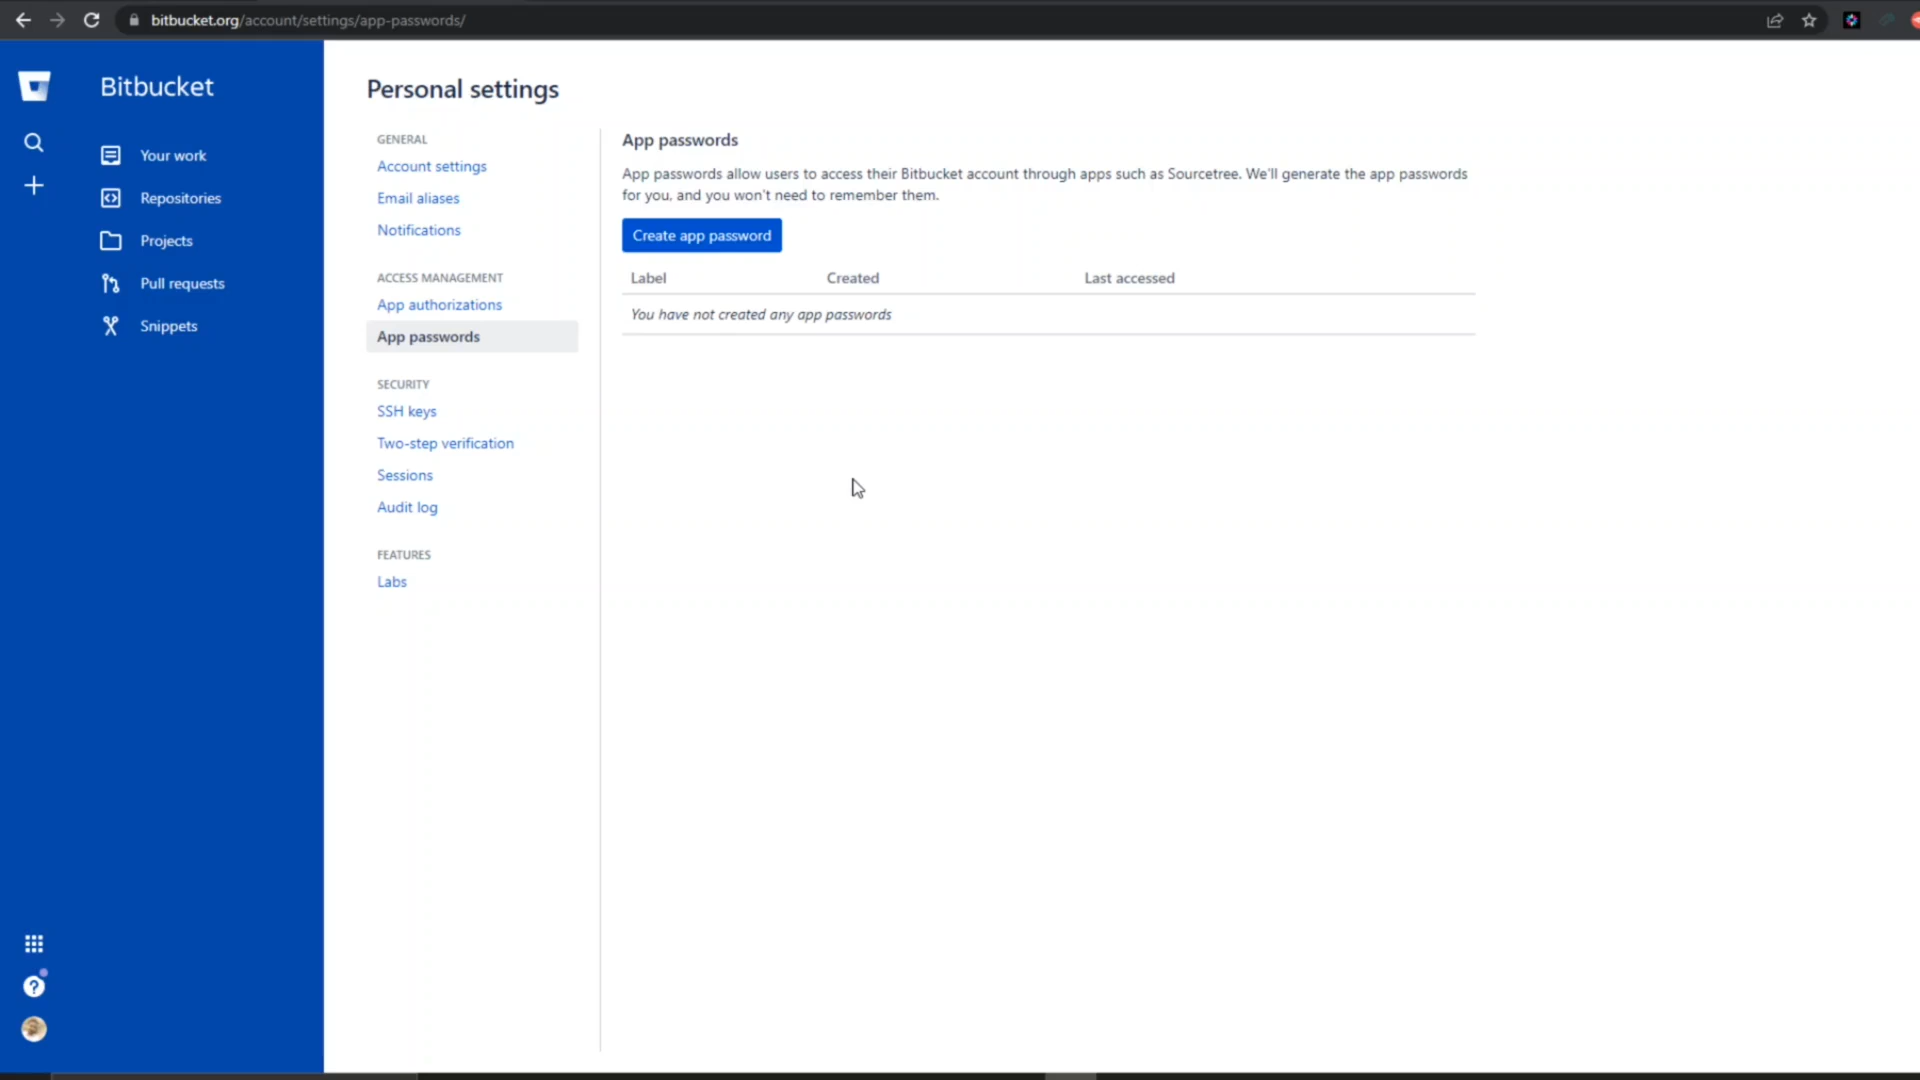 bitbucket.org/account/settings/app-passwords/
Bitbucket
Your work
Repositories
Projects
Pull requests
Snippets
Personal settings
GENERAL
Account settings
Email aliases
Notifications
ACCESS MANAGEMENT
App authorizations
App passwords
SECURITY
SSH keys
Two-step verification
Sessions
Audit log
FEATURES
Labs
App passwords
App passwords allow users to access their Bitbucket account through apps such as Sourcetree. We'll generate the app passwords
for you, and you won't need to remember them.
Create app password
Label Created Last accessed
You have not created any app passwords